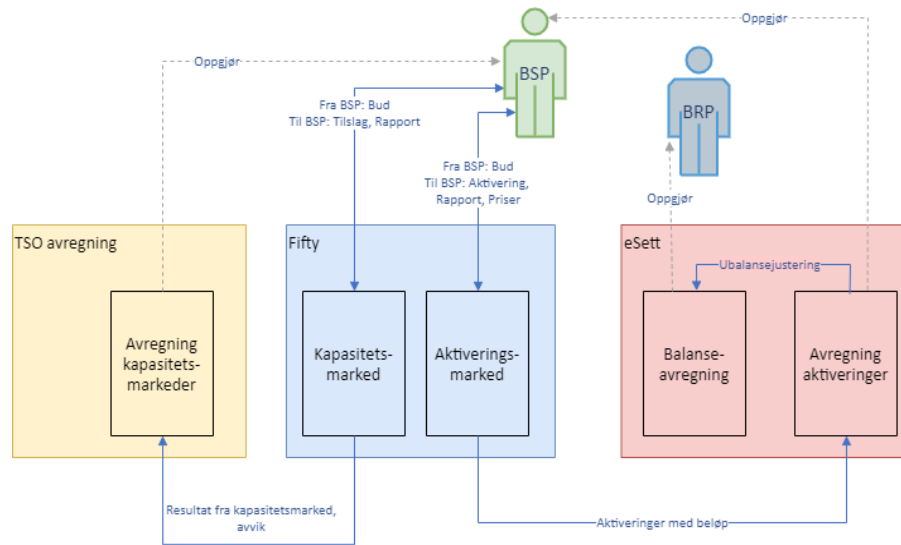 Oppgjør
BSP
Oppgjør
BRP
Fra BSP: Bud
Til BSP: Tilslag, Rapport
Fra BSP: Bud
Til BSP: Aktivering,
Rapport, Priser
Oppgjør
TSO avregning
Fifty
eSett
Ubalansejustering
Avregning
kapasitets-
markeder
Kapasitets-
marked
Aktiverings-
marked
Balanse-
avregning
Avregning
aktiveringer
Resultat fra kapasitetsmarked,
avvik
Aktiveringer med beløp